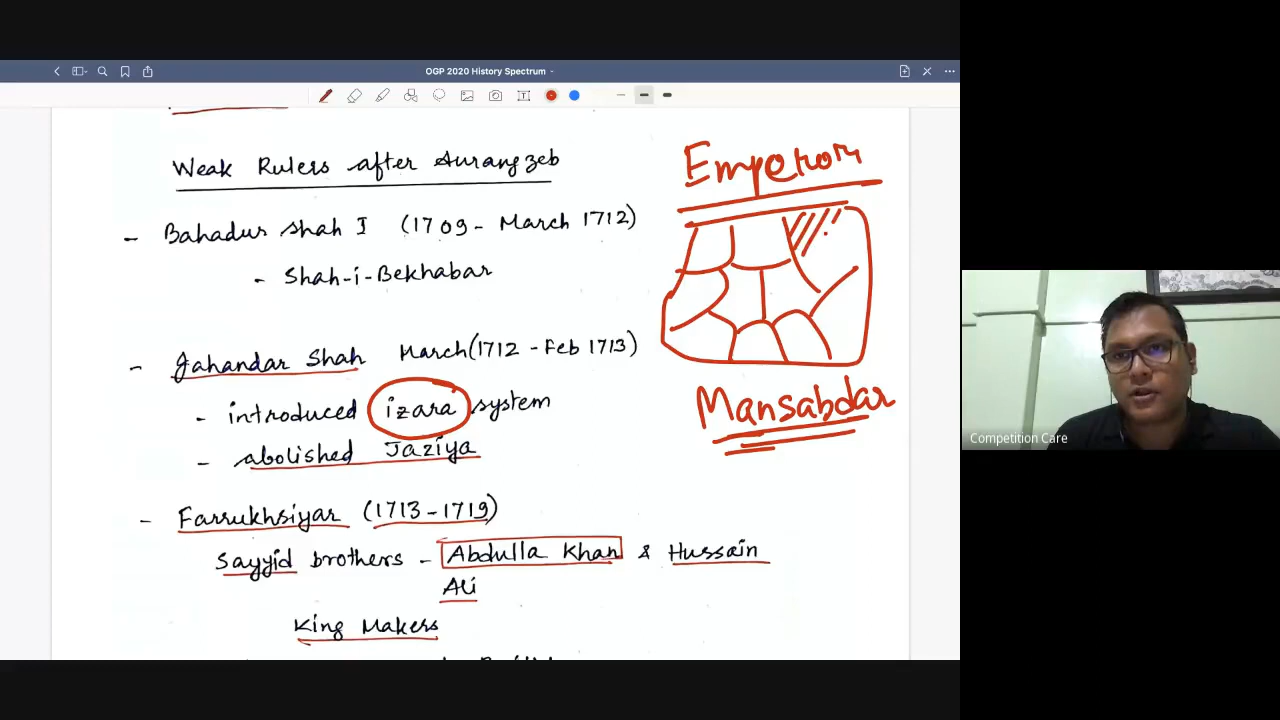 OGP 2020 History Spectrum
Weak Rulers after Aurangzeb
Emperor
- Bahadur Shah I (1709 - March 1712)
- Shah-i-Bekhabar
- Jahandar Shah March (1712 - Feb 1713)
- introduced izara system
Mansabdar
- abolished Jaziya
Competition Care
- Farrukhsiyar (1713 - 1719)
Sayyid brothers - Abdulla Khan & Hussain
Ali
King Makers